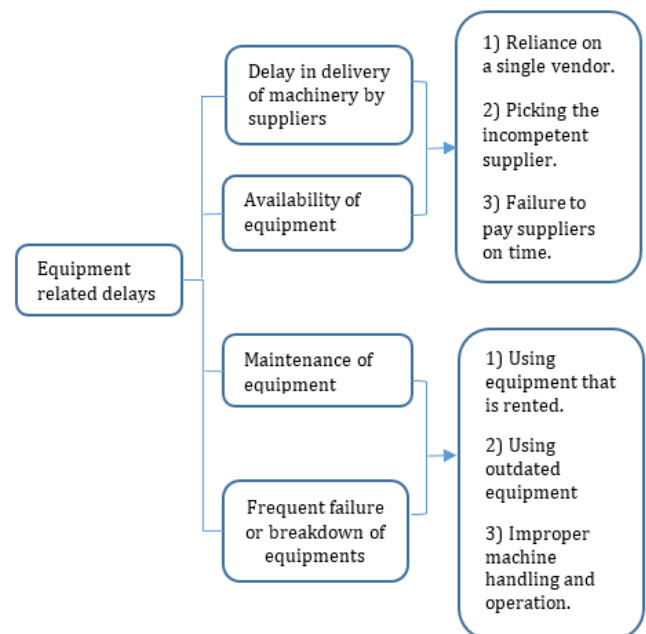 Equipment
related delays
Delay in delivery
of machinery by
suppliers
Availability of
equipment
1) Reliance on
a single vendor.
2) Picking the
incompetent
supplier.
3) Failure to
pay suppliers
on time.
Maintenance of
equipment
Frequent failure
or breakdown of
equipments
1) Using
equipment that
is rented.
2) Using
outdated
equipment
3) Improper
machine
handling and
operation.